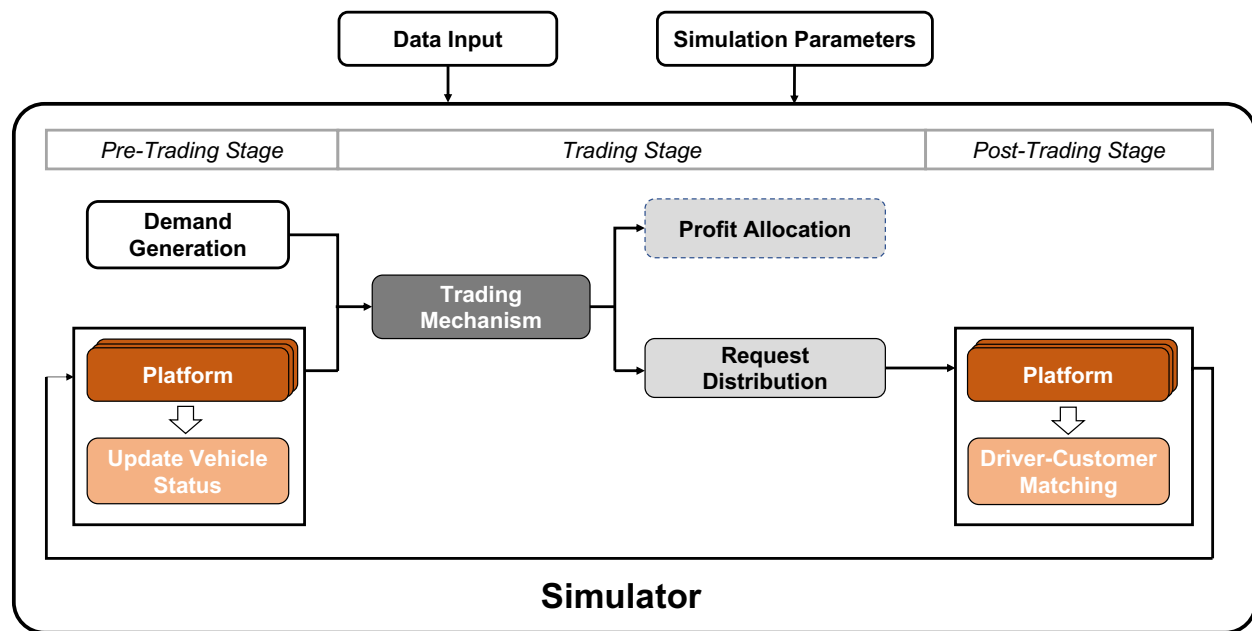 Data Input
Simulation Parameters
Pre-Trading Stage
Trading Stage
Post-Trading Stage
Demand
Generation
Profit Allocation
Trading
Mechanism
Platform
Update Vehicle
Status
Request
Distribution
Platform
Driver-Customer
Matching
Simulator